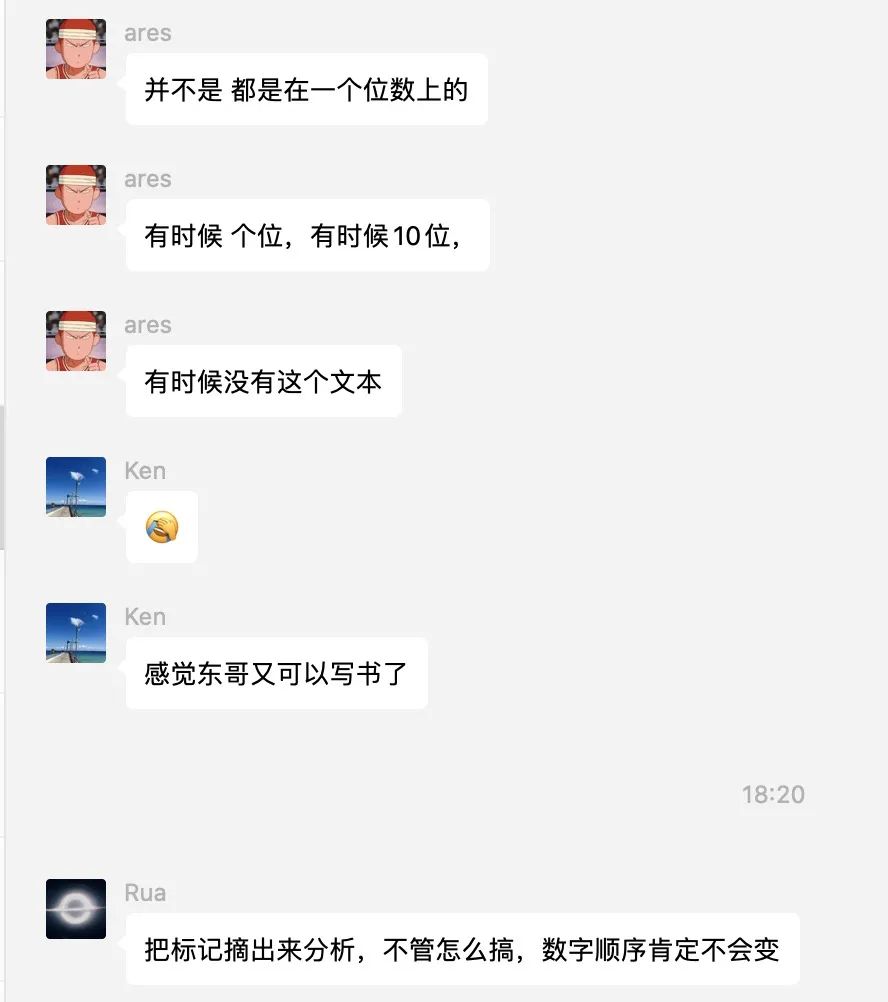 ares
并不是 都是在一个位数上的
ares
有时候 个位，有时候10位，
ares
有时候没有这个文本
Ken
🤣
Ken
感觉东哥又可以写书了
18:20
Rua
把标记摘出来分析，不管怎么搞，数字顺序肯定不会变